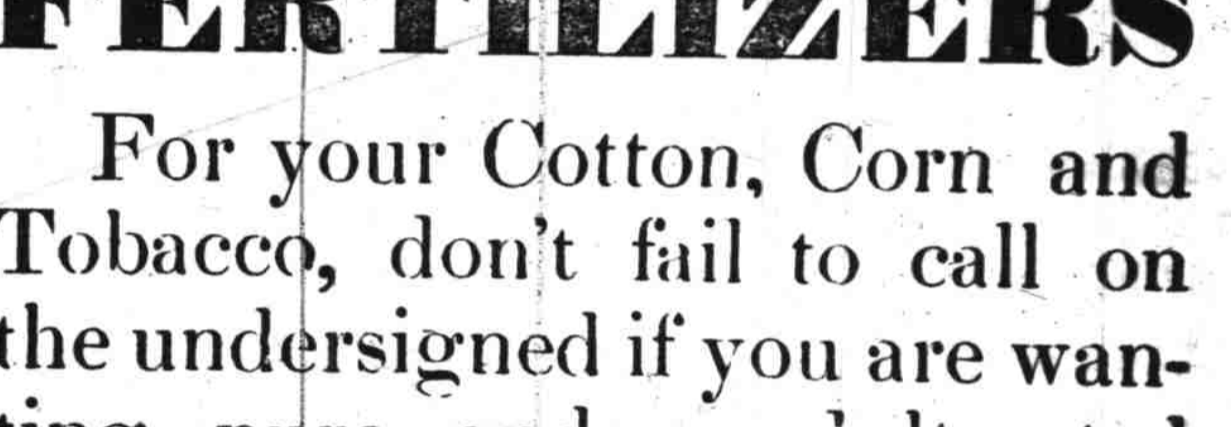 FERTILIZERS
For your Cotton, Corn and
Tobacco, don't fail to call on
the undersigned if you are wan-